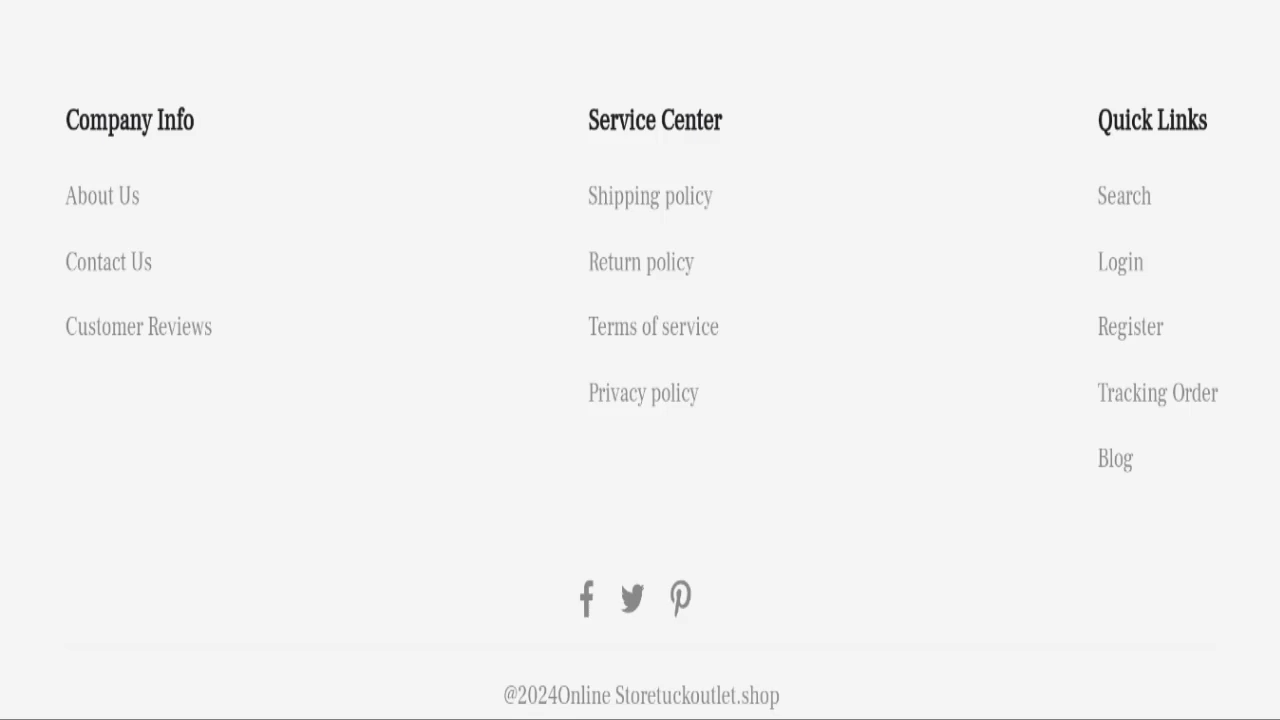 Company Info
About Us
Contact Us
Customer Reviews
Service Center
Shipping policy
Return policy
Terms of service
Privacy policy
Quick Links
Search
Login
Register
Tracking Order
Blog
@2024Online Storetuckoutlet.shop